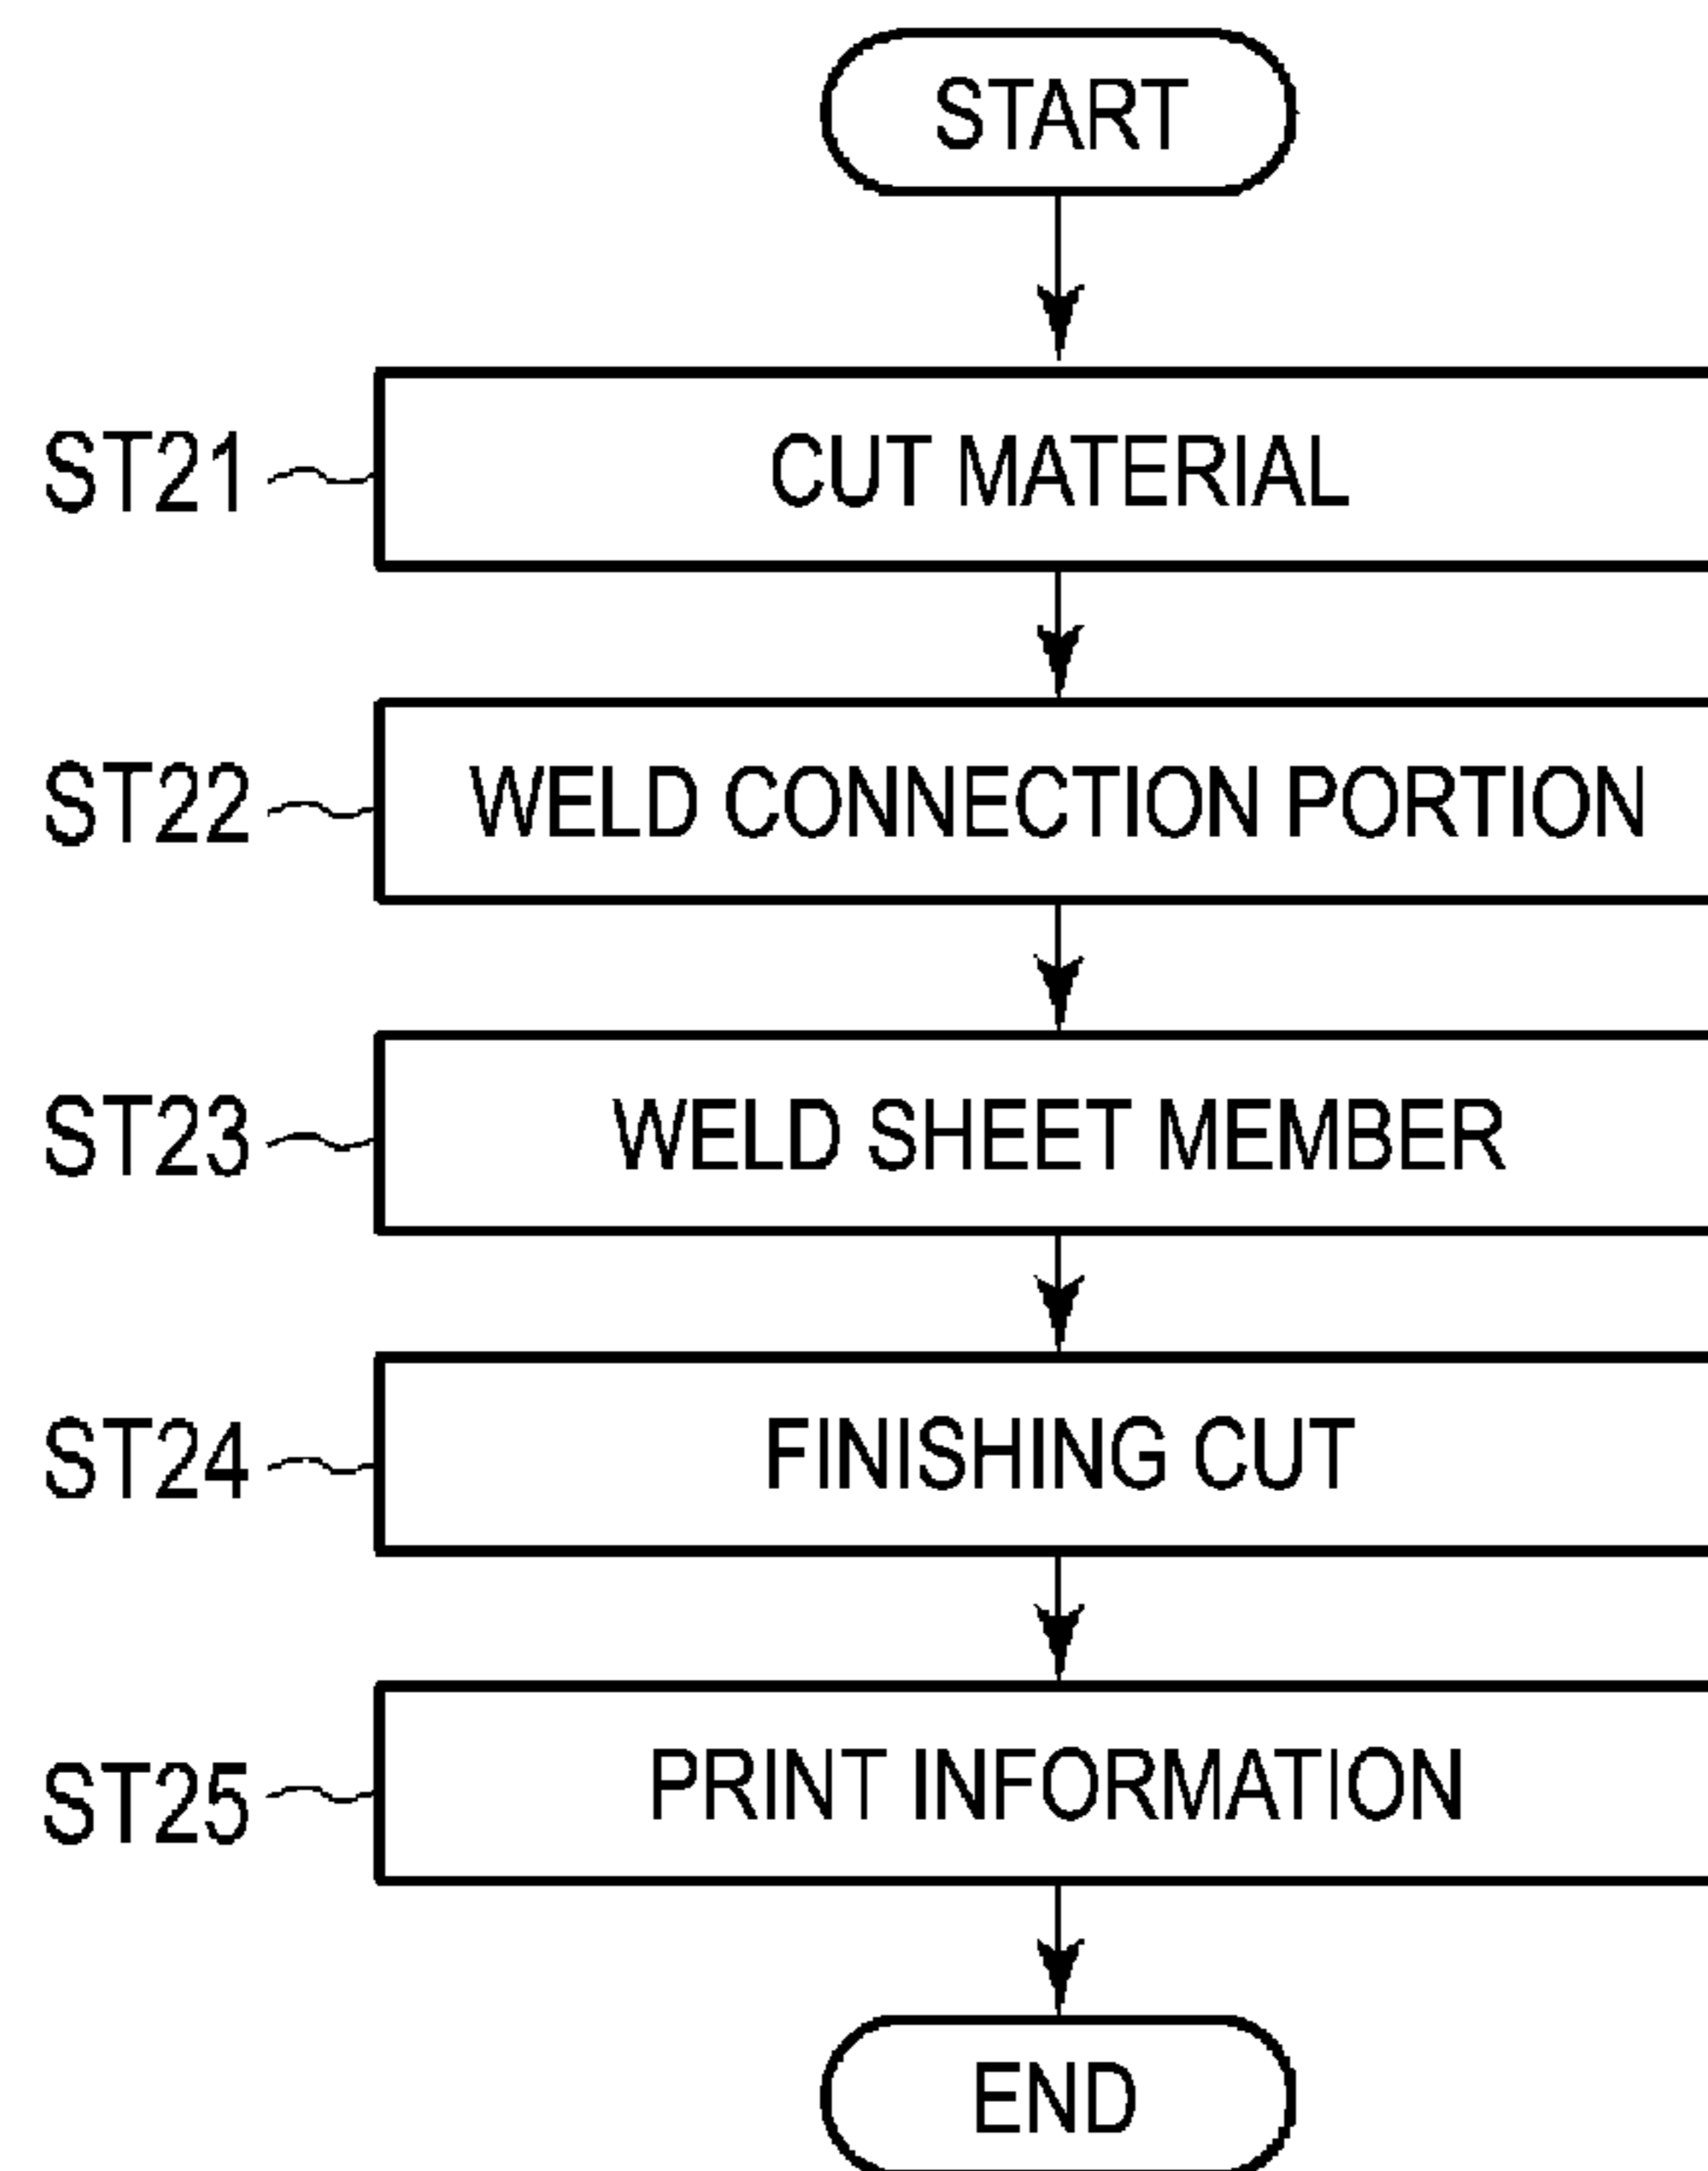 START
ST21 CUT MATERIAL
ST22 WELD CONNECTION PORTION
ST23 WELD SHEET MEMBER
ST24 FINISHING CUT
ST25 PRINT INFORMATION
END